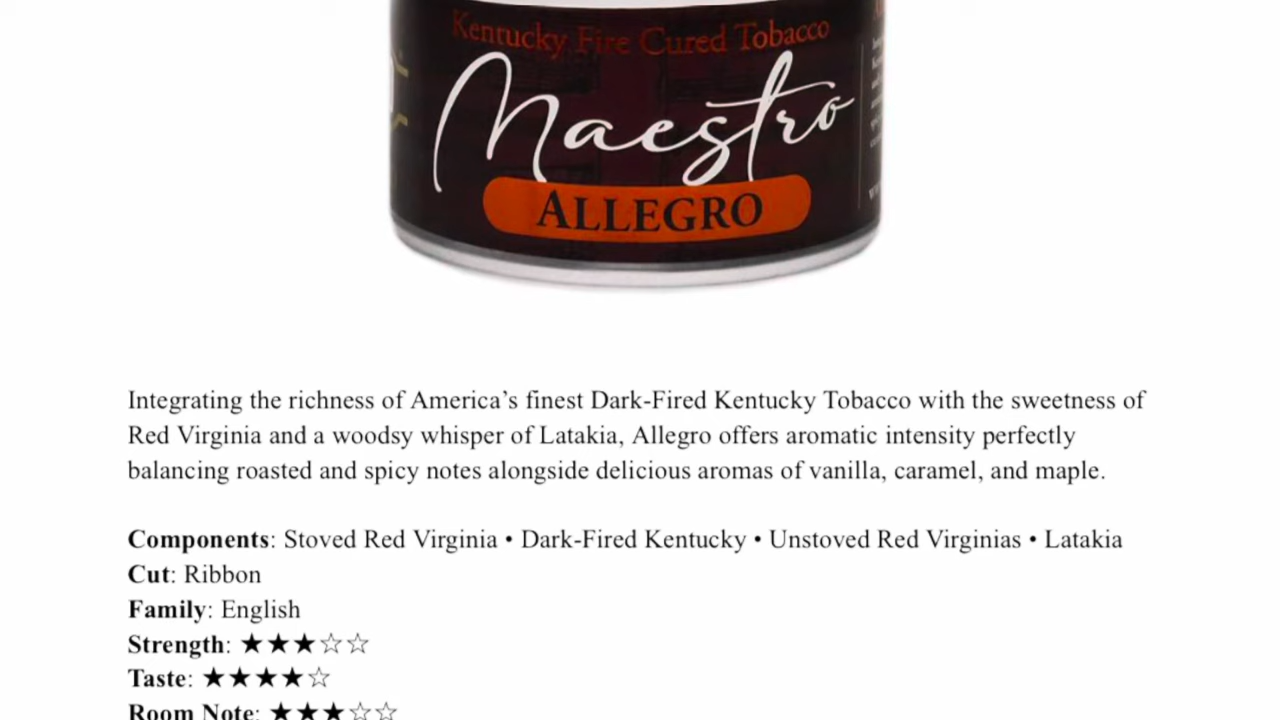 Kentucky Fire Cured Tobacco
Maestro
ALLEGRO
Integrating the richness of America’s finest Dark-Fired Kentucky Tobacco with the sweetness of
Red Virginia and a woodsy whisper of Latakia, Allegro offers aromatic intensity perfectly
balancing roasted and spicy notes alongside delicious aromas of vanilla, caramel, and maple.
Components: Stoved Red Virginia • Dark-Fired Kentucky • Unstoved Red Virginias • Latakia
Cut: Ribbon
Family: English
Strength: ★★★☆☆
Taste: ★★★★☆
Room Note: ★★★☆☆